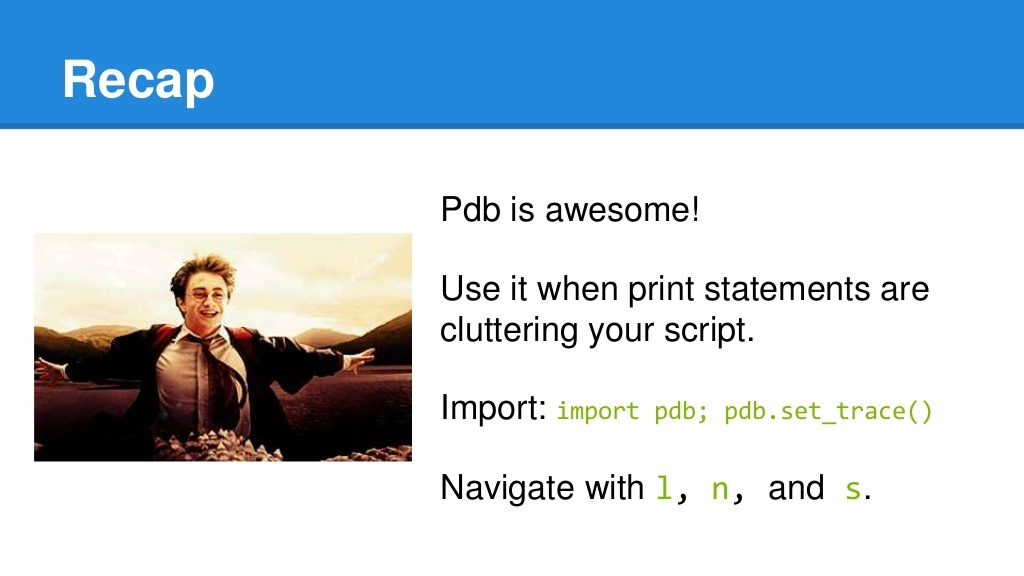 Recap
Pdb is awesome!
Use it when print statements are
cluttering your script.
Import: import pdb; pdb.set_trace()
Navigate with l, n, and s.